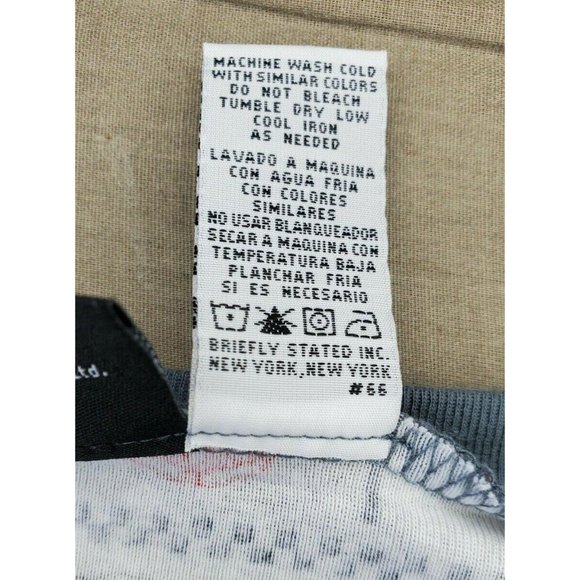 MACHINE WASH COLD
WITH SIMILAR COLORS
DO NOT BLEACH
TUMBLE DRY LOW
COOL IRON
AS NEEDED
LAVADO A MAQUINA
CON AGUA FRIA
CON COLORES
SIMILARES
NO USAR BLANQUEADOR
SECAR A MAQUINA CON
TEMPERATURA BAJA
PLANCHAR FRIA
SI ES NECESARIO
BRIEFLY STATED INC.
NEW YORK, NEW YORK
#66
Ltd.